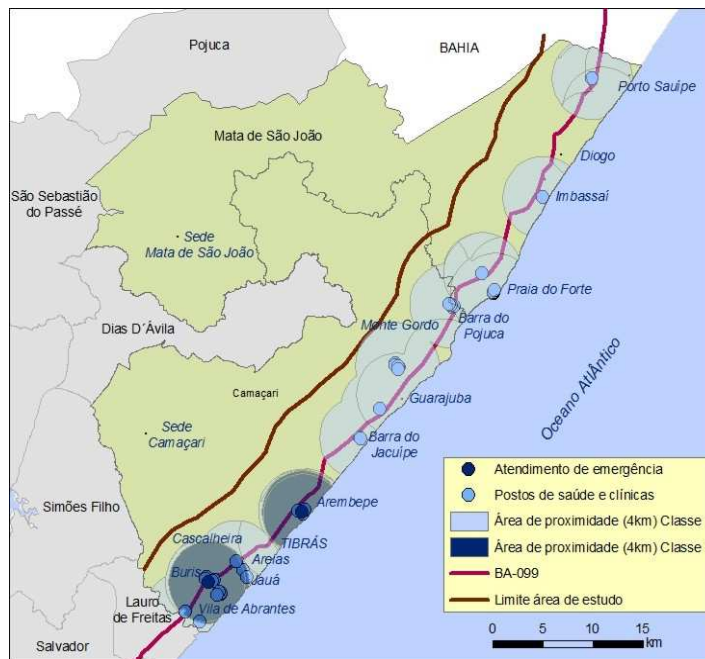 Pojuca
BAHIA
Porto Sauípe
Mata de São João
Diogo
São Sebastião
do Passé
Imbassaí
Sede
Mata de São João
Praia do Forte
Dias D´Ávila
Monte Gordo
Barra do
Pojuca
Camaçari
Guarajuba
Oceano Atlântico
Sede
Camaçari
Barra do
Jacuípe
Simões Filho
Arembepe
Cascalheira
TIBRÁS
Areias
Buris
Jauá
Lauro
de Freitas
Vila de Abrantes
Salvador
Atendimento de emergência
Postos de saúde e clínicas
Área de proximidade (4km) Classe
Área de proximidade (4km) Classe
BA-099
Limite área de estudo
0 5 10 15
km